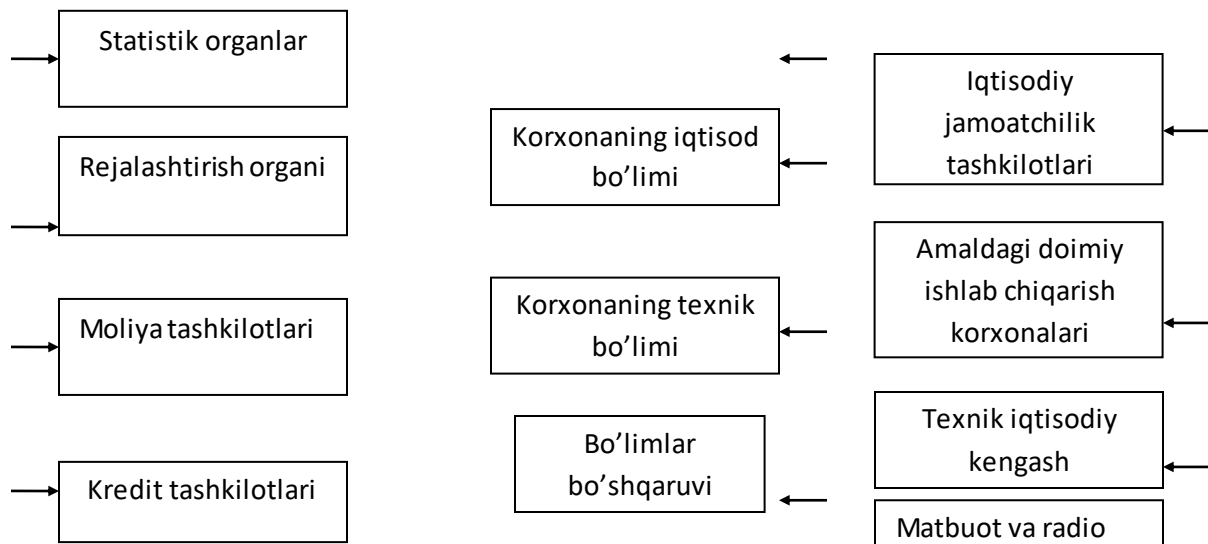 Statistik organlar
Rejalashtirish organi
Moliya tashkilotlari
Kredit tashkilotlari
Korxonaning iqtisod
bo’limi
Korxonaning texnik
bo’limi
Bo’limlar
bo’shqaruvi
Iqtisodiy
jamoatchilik
tashkilotlari
Amaldagi doimiy
ishlab chiqarish
korxonalari
Texnik iqtisodiy
kengash
Matbuot va radio